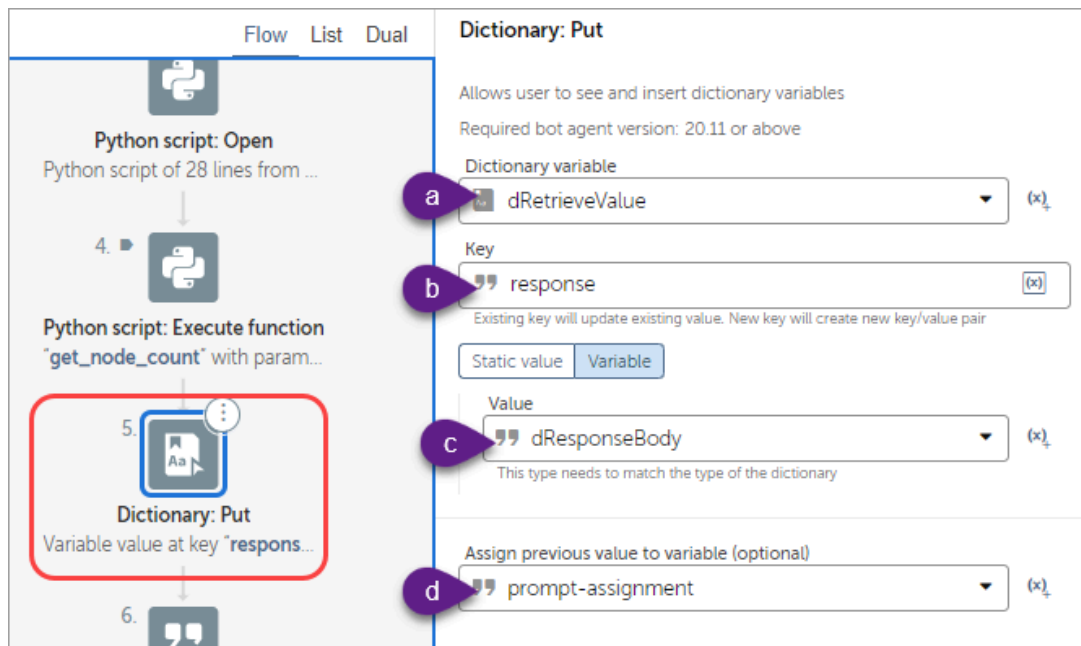 Flow List Dual
Python script: Open
Python script of 28 lines from ...
4.
Python script: Execute function
“get_node_count” with param...
5.
Aa
Dictionary: Put
Variable value at key “respons...
6.
Dictionary: Put
Allows user to see and insert dictionary variables
Required bot agent version: 20.11 or above
Dictionary variable
a
Aa
dRetrieveValue
(x)+
Key
b
response
(x)
Existing key will update existing value. New key will create new key/value pair
Static value Variable
Value
c
dResponseBody
(x)+
This type needs to match the type of the dictionary
Assign previous value to variable (optional)
d
prompt-assignment
(x)+